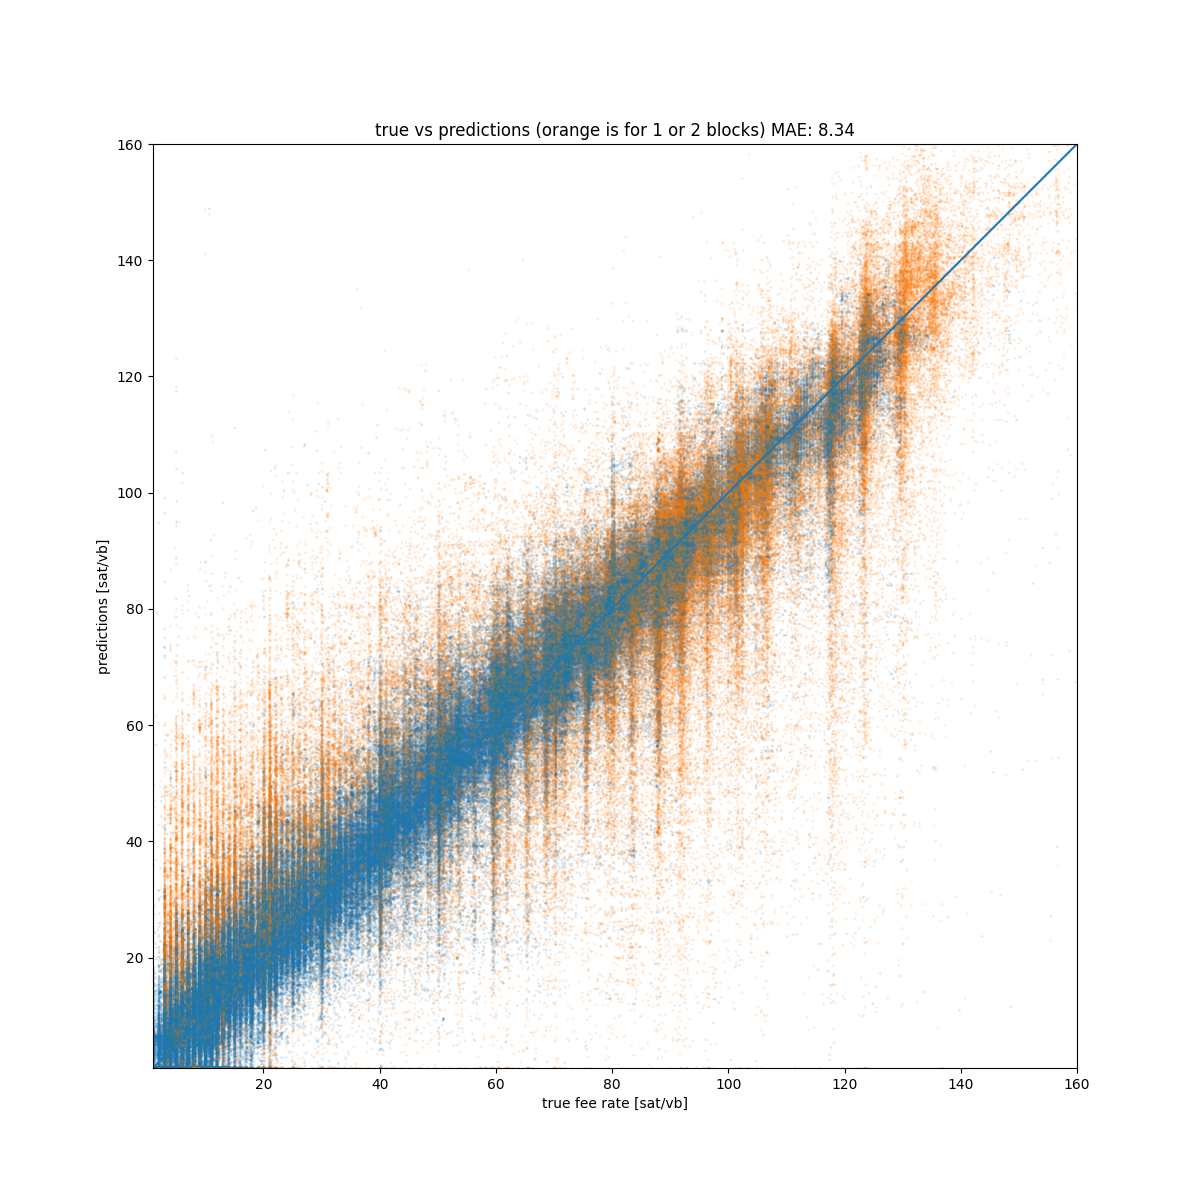 true vs predictions (orange is for 1 or 2 blocks) MAE: 8.34
160
140
120
100
80
60
40
20
predictions [sat/vb]
20 40 60 80 100 120 140 160
true fee rate [sat/vb]